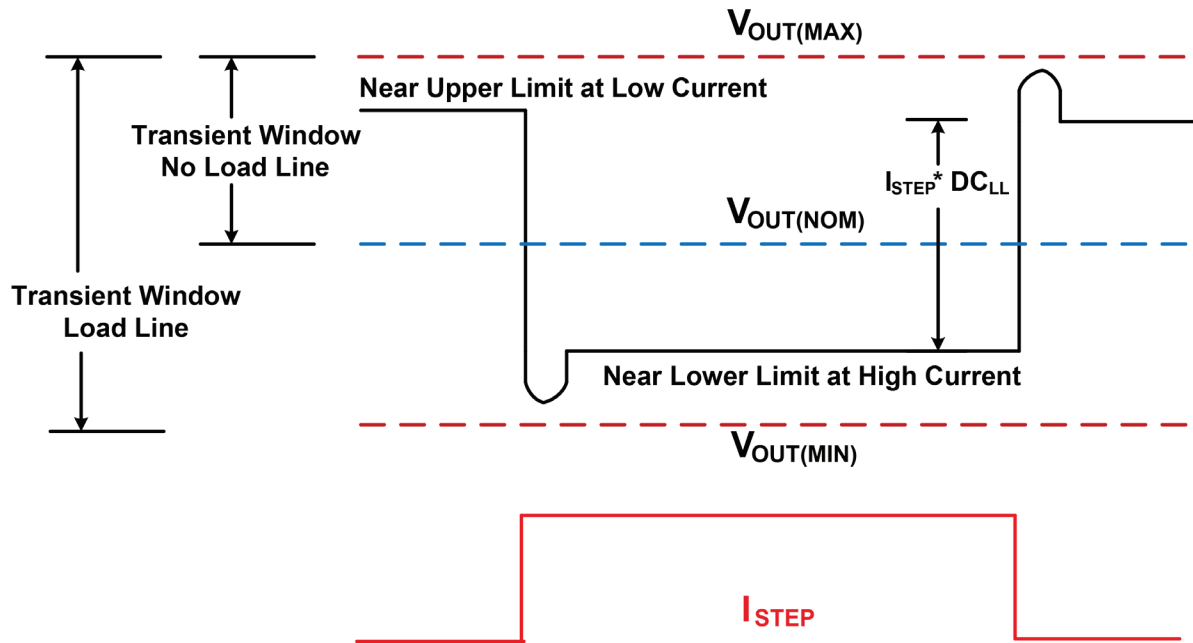 VOUT(MAX)
Near Upper Limit at Low Current
Transient Window
No Load Line
ISTEP* DCLL
VOUT(NOM)
Transient Window
Load Line
Near Lower Limit at High Current
VOUT(MIN)
ISTEP